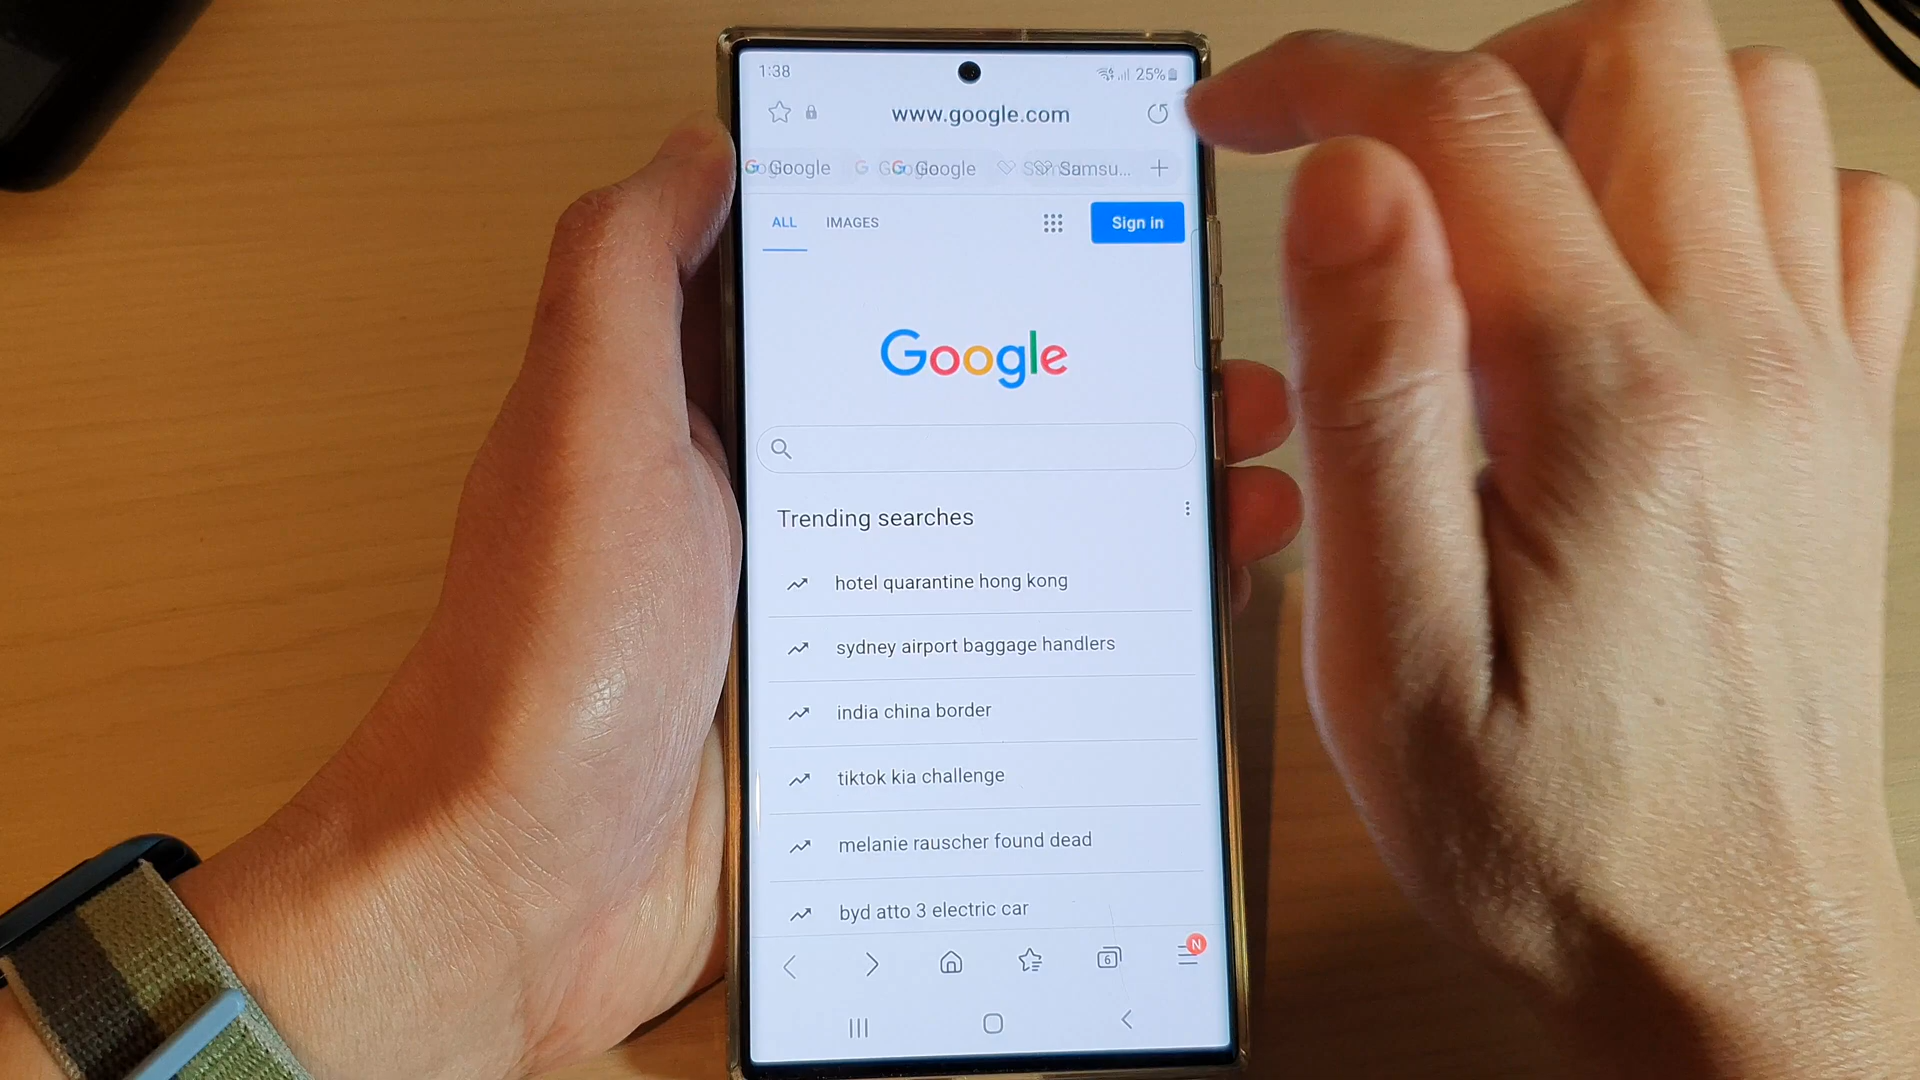 1:38 25%
www.google.com
Google Google Samsu...
ALL IMAGES Sign in
Google
Trending searches
hotel quarantine hong kong
sydney airport baggage handlers
india china border
tiktok kia challenge
melanie rauscher found dead
byd atto 3 electric car
6 N